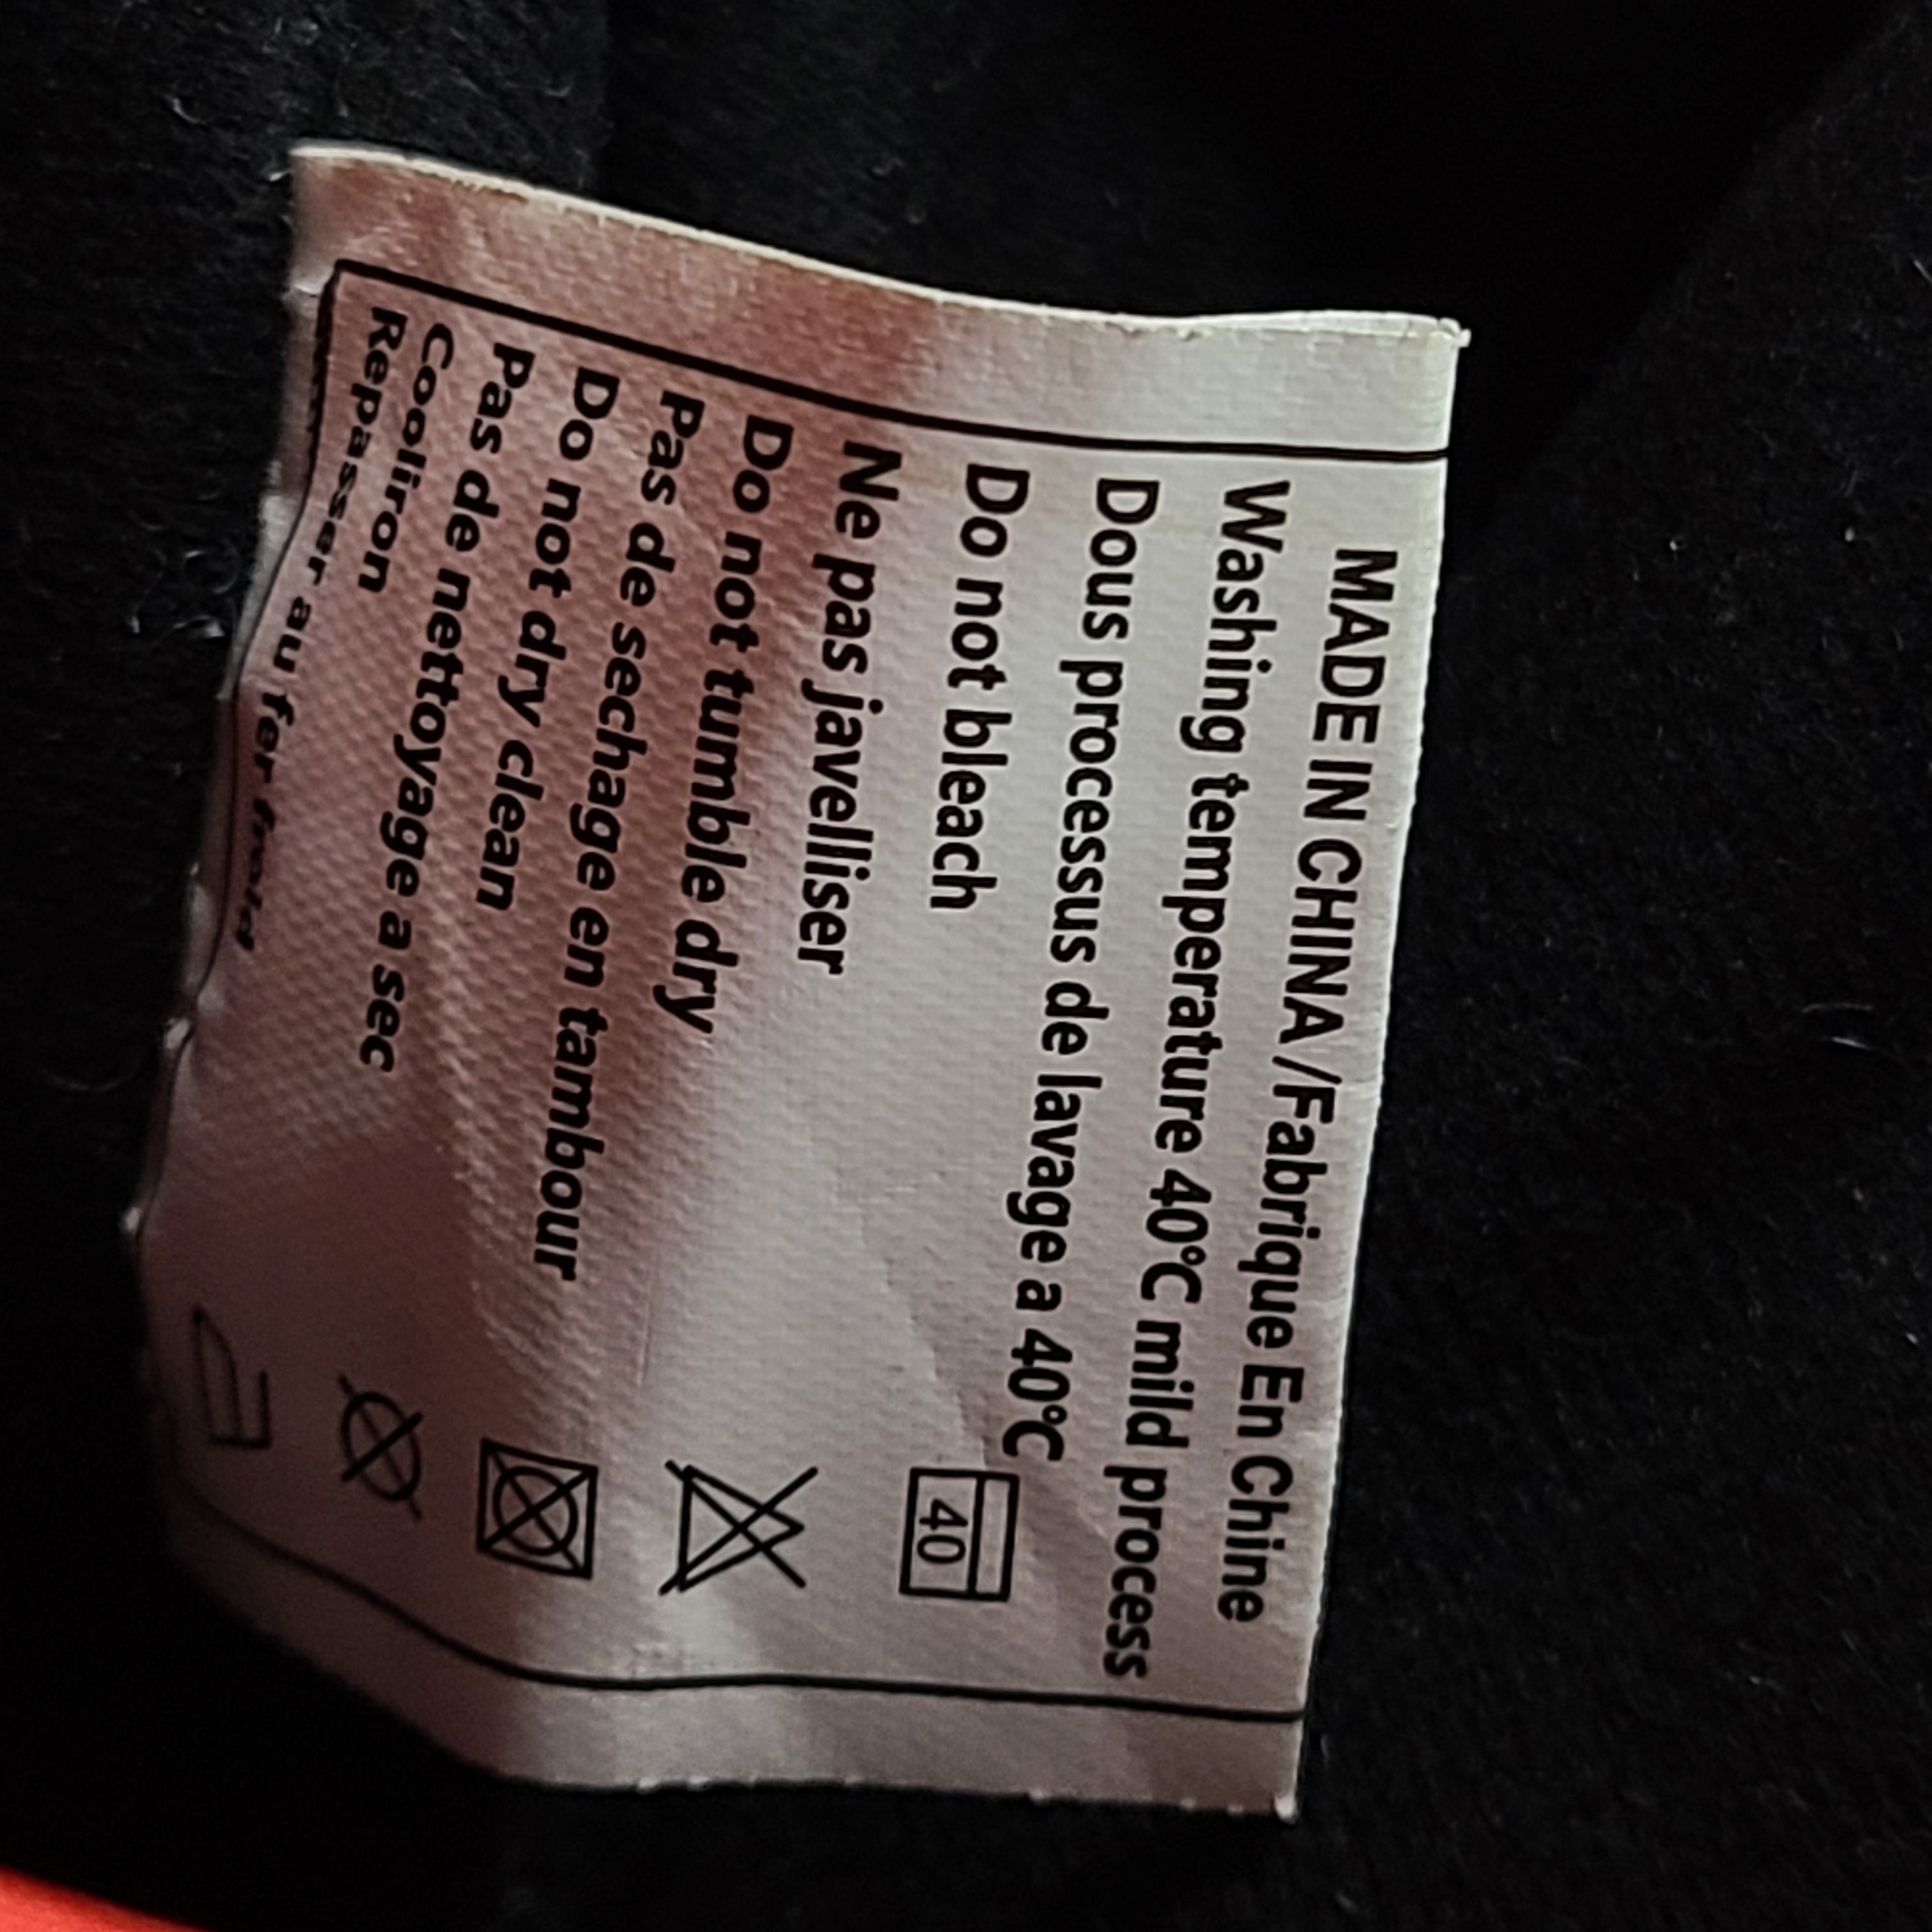 MADE IN CHINA/Fabrique En Chine
Washing temperature 40°C mild process
Dous processus de lavage a 40°C
Do not bleach
Ne pas javelliser
Do not tumble dry
Pas de sechage en tambour
Do not dry clean
Pas de nettoyage a sec
Cooliron
Repasser au fer froid
40